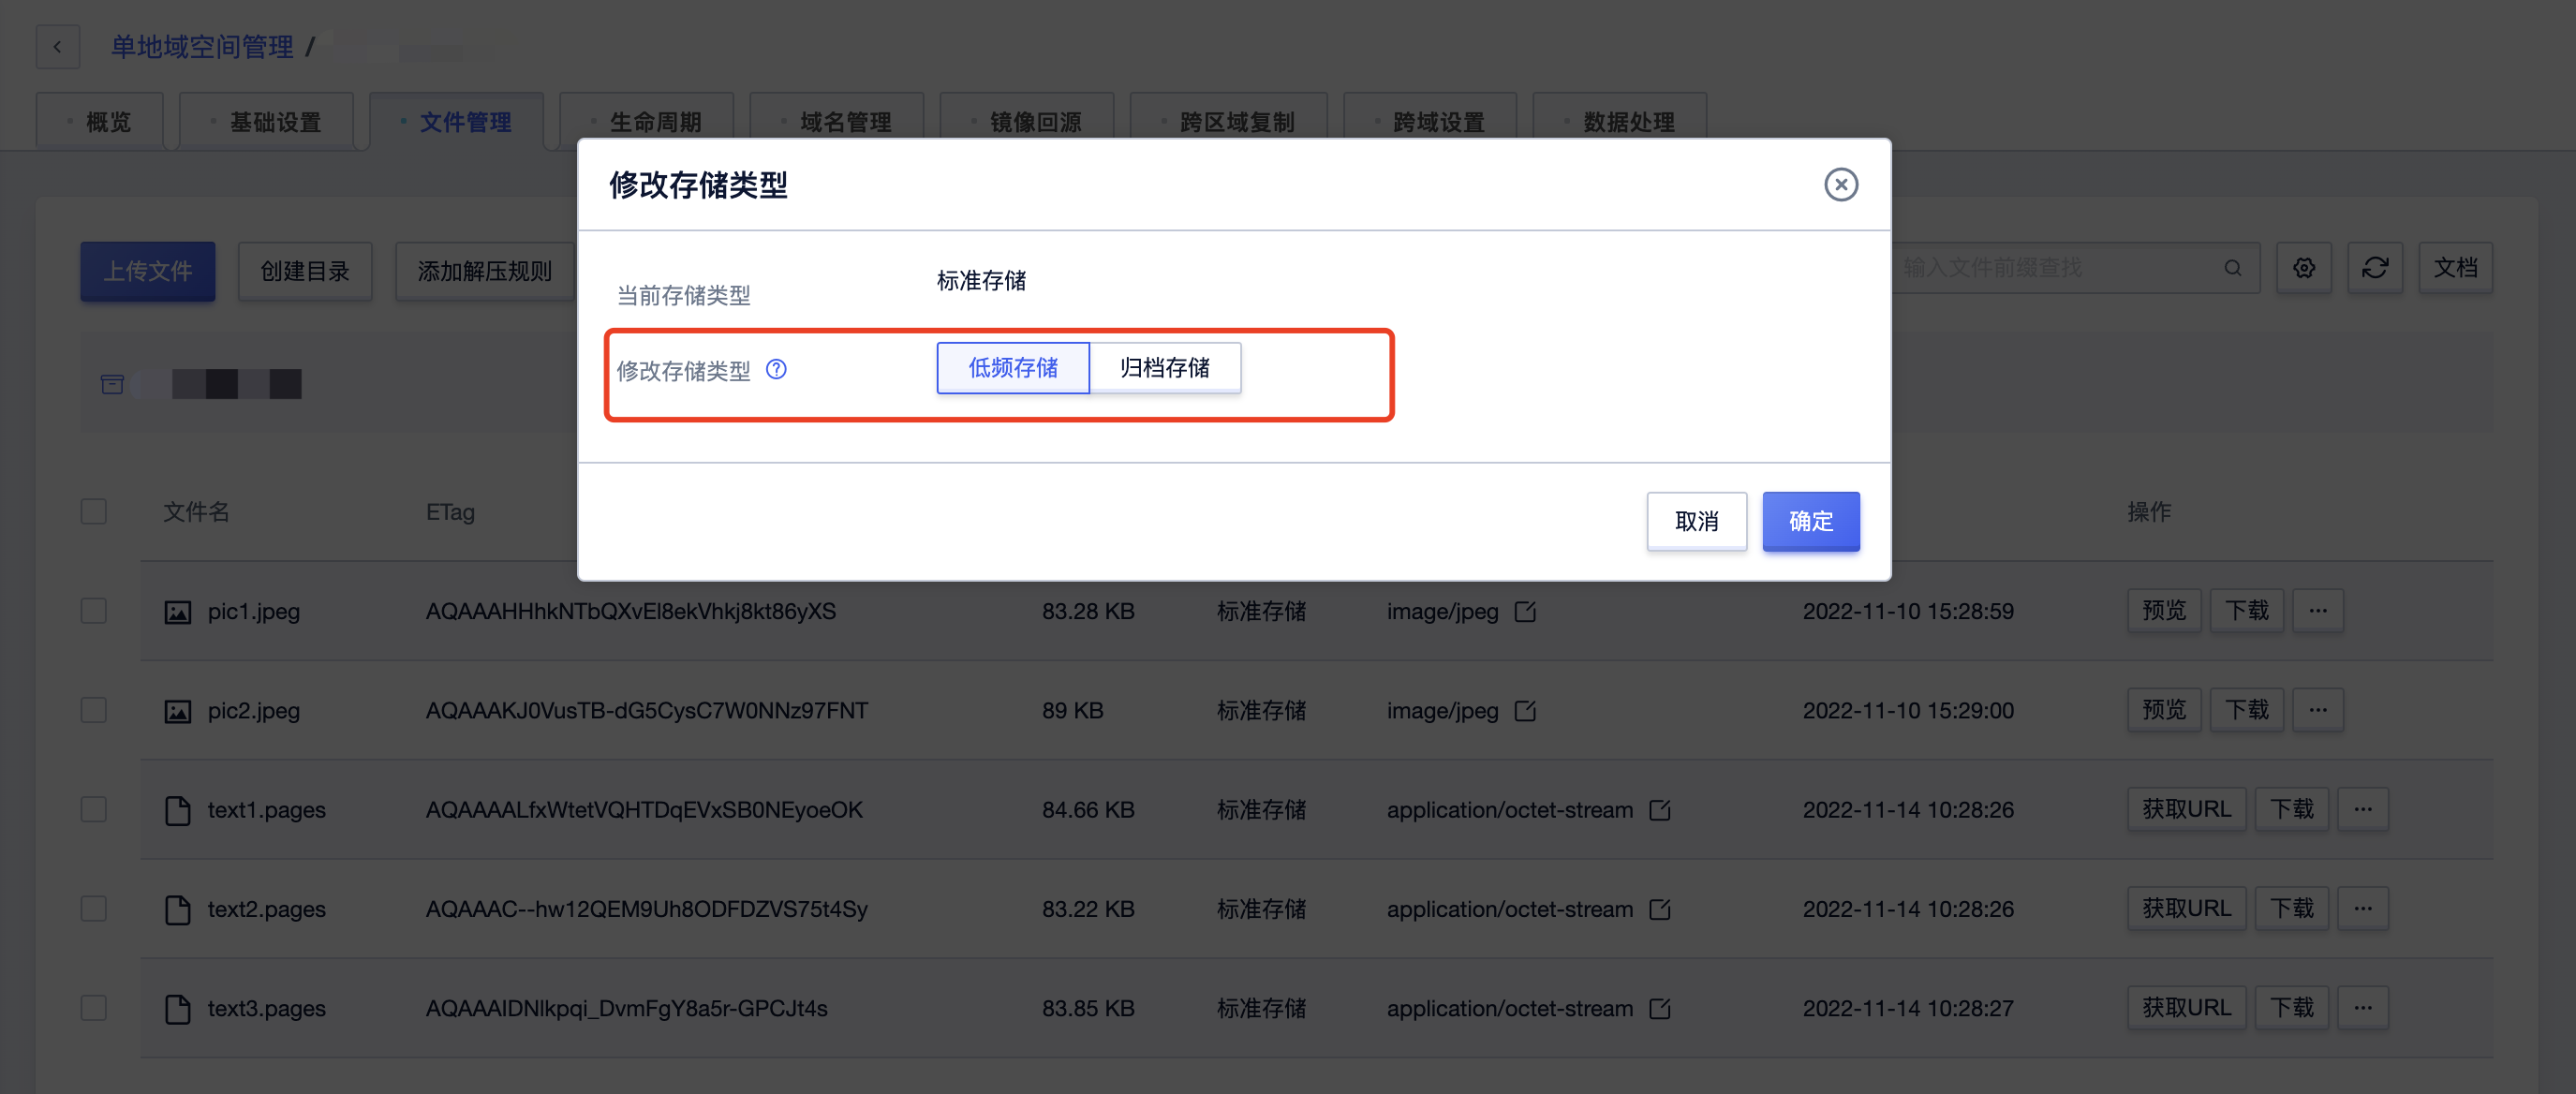 单地域空间管理 /
概览 基础设置 文件管理 生命周期 域名管理 镜像回源 跨区域复制 跨域设置 数据处理
修改存储类型
上传文件 创建目录 添加解压规则 输入文件前缀查找 文档
当前存储类型 标准存储
修改存储类型 低频存储 归档存储
取消 确定
文件名 ETag 操作
pic1.jpeg AQAAAHHhkNTbQXvEl8ekVhkj8kt86yXS 83.28 KB 标准存储 image/jpeg 2022-11-10 15:28:59 预览 下载 ···
pic2.jpeg AQAAAKJ0VusTB-dG5CysC7W0NNz97FNT 89 KB 标准存储 image/jpeg 2022-11-10 15:29:00 预览 下载 ···
text1.pages AQAAAALfxWtetVQHTDqEVxSB0NEyoeOK 84.66 KB 标准存储 application/octet-stream 2022-11-14 10:28:26 获取URL 下载 ···
text2.pages AQAAAC--hw12QEM9Uh8ODFDZVS75t4Sy 83.22 KB 标准存储 application/octet-stream 2022-11-14 10:28:26 获取URL 下载 ···
text3.pages AQAAAIDNlkpqi_DvmFgY8a5r-GPCJt4s 83.85 KB 标准存储 application/octet-stream 2022-11-14 10:28:27 获取URL 下载 ···